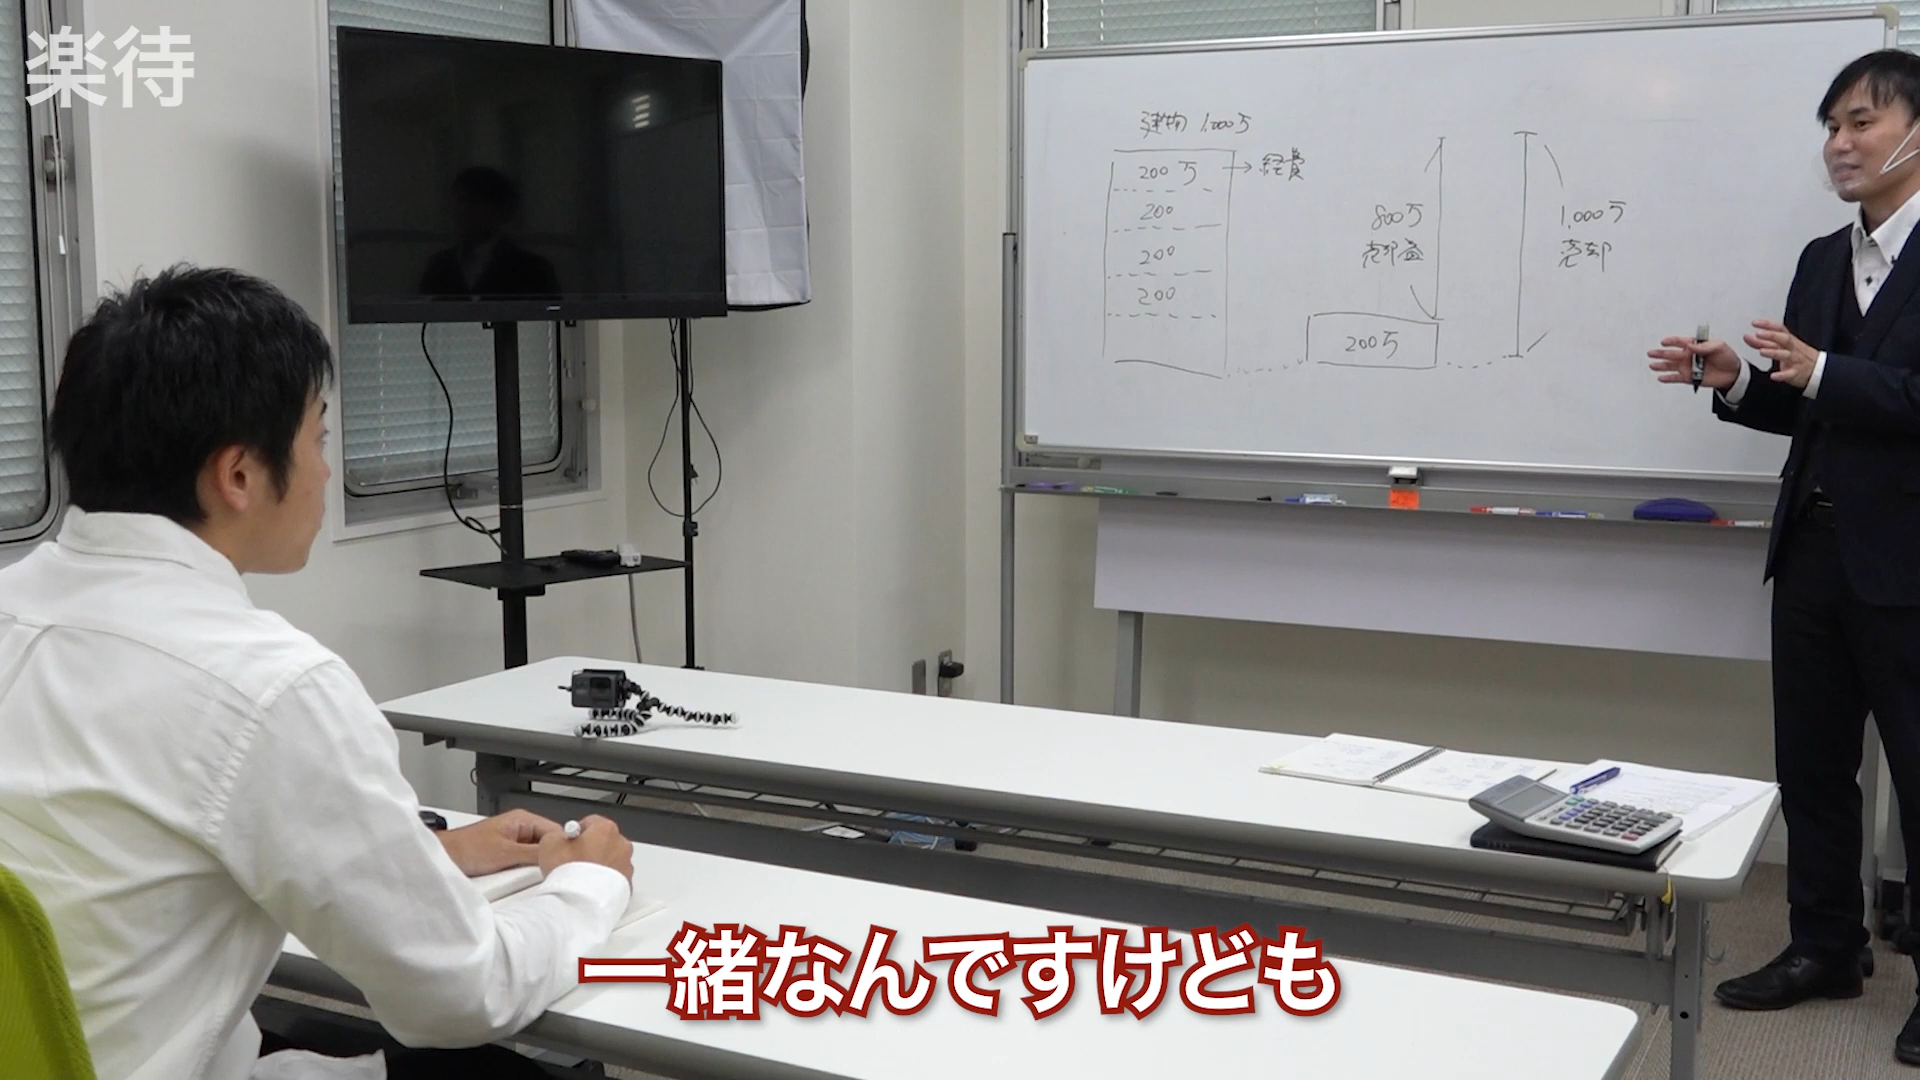 楽待
建物 1,000万
200万 → 経費
200
200
200
800万
売却益
1,000万
売却
200万
一緒なんですけども